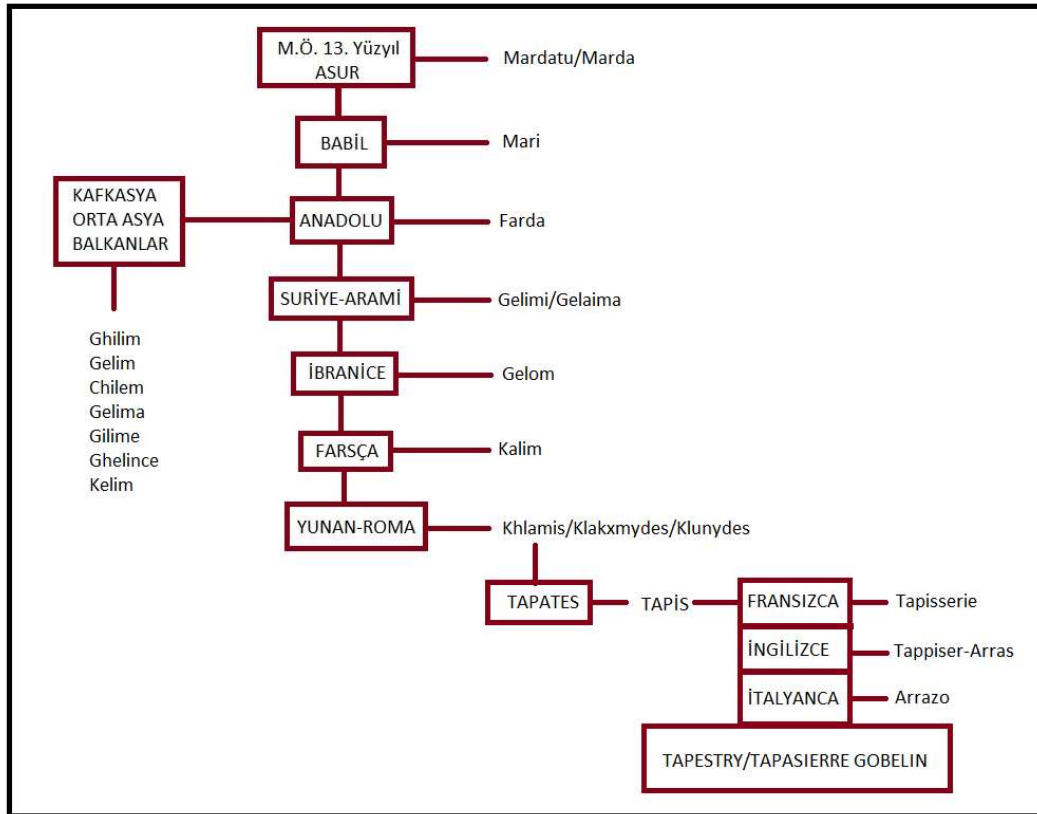 M.Ö. 13. Yüzyıl
ASUR
Mardatu/Marda
BABİL
Mari
KAFKASYA
ORTA ASYA
BALKANLAR
ANADOLU
Farda
SURİYE-ARAMİ
Gelimi/Gelaima
Ghilim
Gelim
Chilem
Gelima
Gilime
Ghelince
Kelim
İBRANİCE
Gelom
FARSÇA
Kalim
YUNAN-ROMA
Khlamis/Klakxmydes/Klunydes
TAPATES
TAPİS
FRANSIZCA
Tapisserie
İNGİLİZCE
Tappiser-Arras
İTALYANCA
Arrazo
TAPESTRY/TAPASIERRE GOBELIN